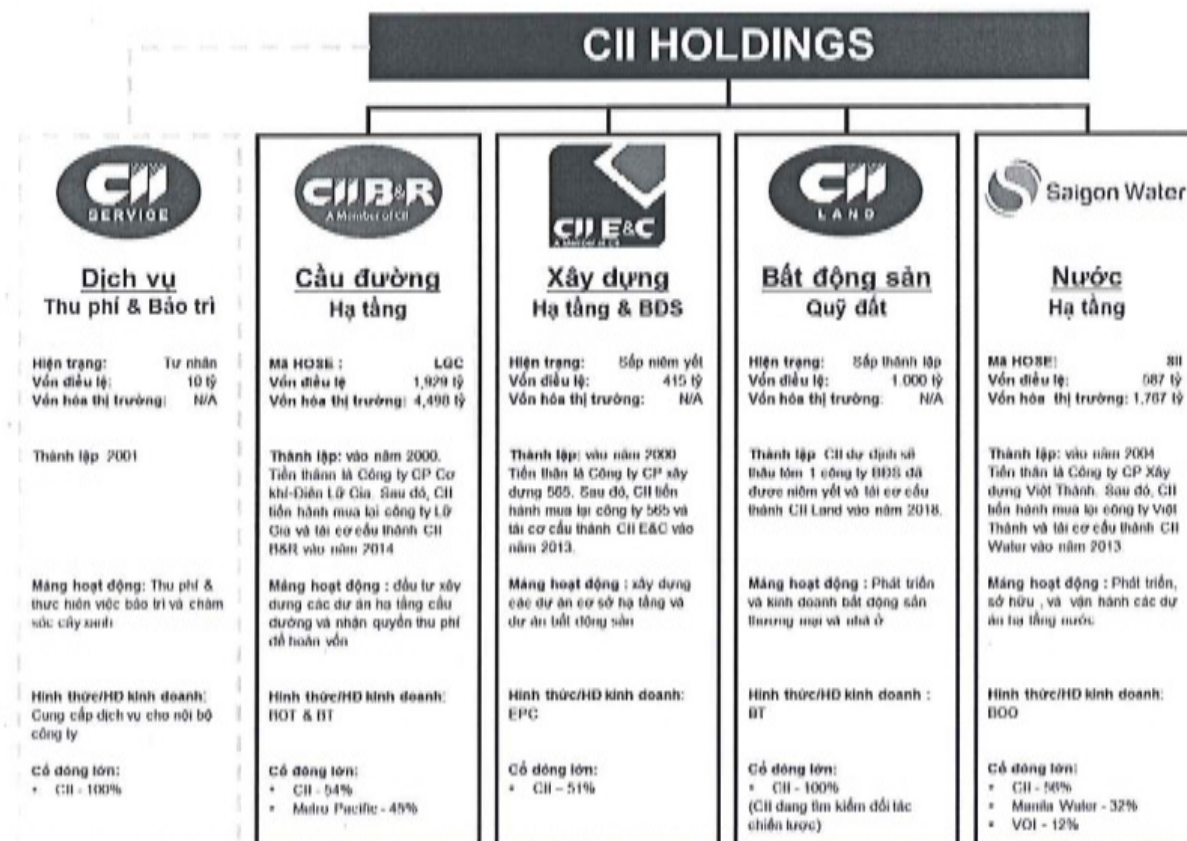 CII HOLDINGS
CII
SERVICE
Dịch vụ
Thu phí & Bảo trì
Hiện trạng: Tư nhân
Vốn điều lệ: 10 tỷ
Vốn hóa thị trường: N/A
Thành lập 2001
Mảng hoạt động: Thu phí &
thực hiện việc bảo trì và chăm
sóc cây xanh
Hình thức/HD kinh doanh:
Cung cấp dịch vụ cho nội bộ
công ty
Cổ đông lớn:
• CII - 100%
CII B&R
A Member of CII
Cầu đường
Hạ tầng
Mã HOSE : LGC
Vốn điều lệ 1,929 tỷ
Vốn hóa thị trường: 4,498 tỷ
Thành lập: vào năm 2000.
Tiền thân là Công ty CP Cơ
khí-Điện Lữ Gia. Sau đó, CII
tiến hành mua lại công ty Lữ
Gia và tái cơ cấu thành CII
B&R vào năm 2014
Mảng hoạt động : đầu tư xây
dựng các dự án hạ tầng cầu
đường và nhận quyền thu phí
để hoàn vốn
Hình thức/HD kinh doanh:
BOT & BT
Cổ đông lớn:
• CII - 54%
• Metro Pacific - 45%
CII E&C
A Member of CII
Xây dựng
Hạ tầng & BDS
Hiện trạng: Sắp niêm yết
Vốn điều lệ: 415 tỷ
Vốn hóa thị trường: N/A
Thành lập: vào năm 2000
Tiền thân là Công ty CP xây
dựng 565. Sau đó, CII tiến
hành mua lại công ty 565 và
tái cơ cấu thành CII E&C vào
năm 2013.
Mảng hoạt động : xây dựng
các dự án cơ sở hạ tầng và
dự án bất động sản
Hình thức/HD kinh doanh:
EPC
Cổ đông lớn:
• CII – 51%
CII
LAND
Bất động sản
Quỹ đất
Hiện trạng: Sắp thành lập
Vốn điều lệ: 1.000 tỷ
Vốn hóa thị trường: N/A
Thành lập CII dự định sẽ
thâu tóm 1 công ty BDS đã
được niêm yết và tái cơ cấu
thành CII Land vào năm 2018.
Mảng hoạt động : Phát triển
và kinh doanh bất động sản
thương mại và nhà ở
Hình thức/HD kinh doanh :
BT
Cổ đông lớn:
• CII - 100%
(CII đang tìm kiếm đối tác
chiến lược)
Saigon Water
Nước
Hạ tầng
Mã HOSE: SII
Vốn điều lệ: 587 tỷ
Vốn hóa thị trường: 1,767 tỷ
Thành lập: vào năm 2004
Tiền thân là Công ty CP Xây
dựng Việt Thành. Sau đó, CII
tiến hành mua lại công ty Việt
Thành và tái cơ cấu thành CII
Water vào năm 2013
Mảng hoạt động : Phát triển,
sở hữu , và vận hành các dự
án hạ tầng nước
Hình thức/HD kinh doanh:
BOO
Cổ đông lớn:
• CII - 56%
• Manila Water - 32%
• VOI - 12%